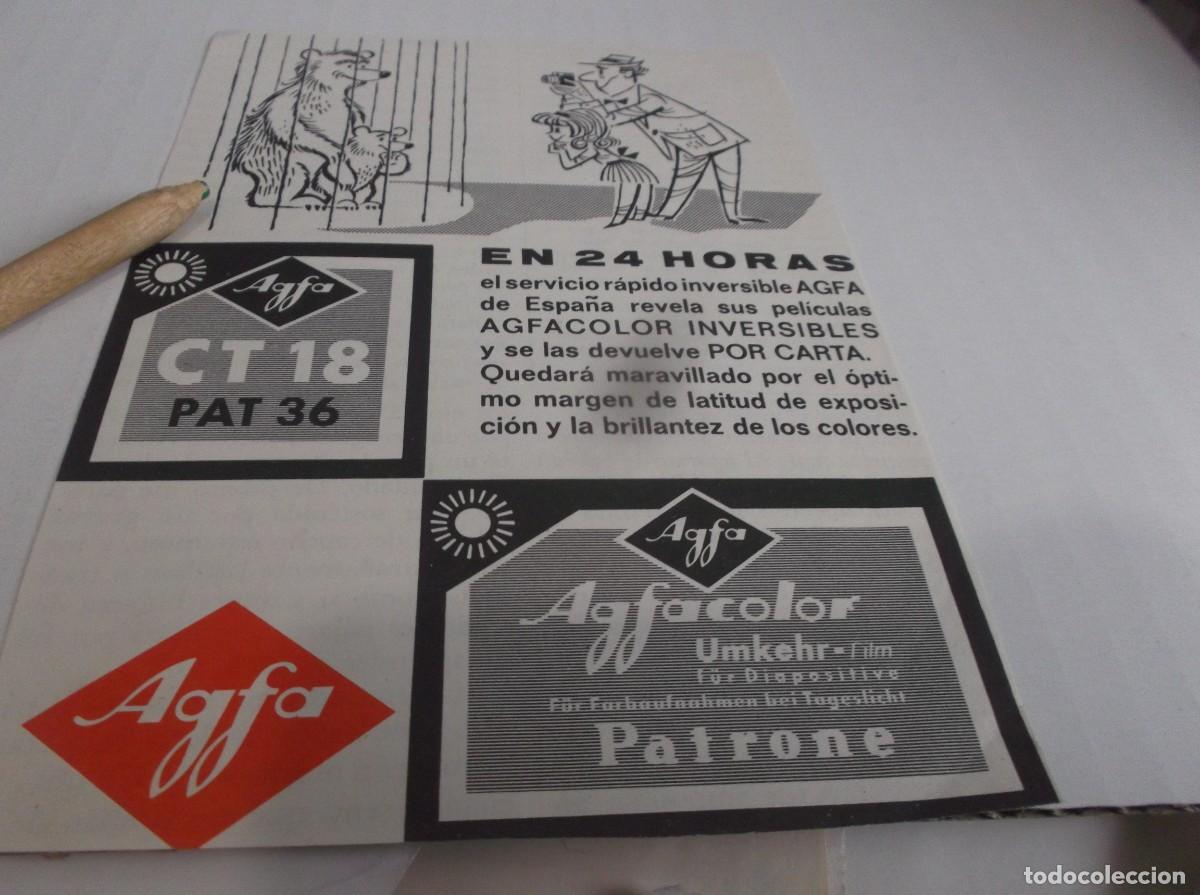 EN 24 HORAS
el servicio rápido inversible AGFA
de España revela sus películas
AGFACOLOR INVERSIBLES
y se las devuelve POR CARTA.
Quedará maravillado por el ópti-
mo margen de latitud de exposi-
ción y la brillantez de los colores.
Agfa
CT 18
PAT 36
Agfa
Agfacolor
Umkehr-Film
für Diapositive
Für Farbaufnahmen bei Tageslicht
Patrone
Agfa
todocoleccion